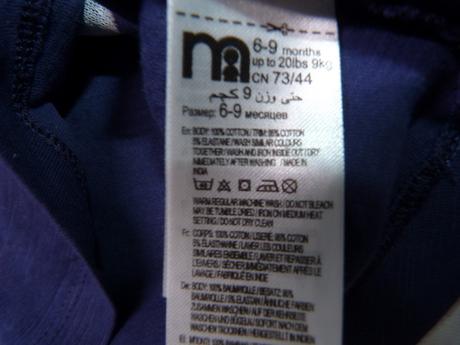 m
6-9 months
up to 20lbs 9kg
CN 73/44
حتى وزن 9 كجم
Размер: 6-9 месяцев
En: BODY: 100% COTTON / TRIM: 95% COTTON
5% ELASTANE / WASH SIMILAR COLOURS
TOGETHER / WASH AND IRON INSIDE OUT / DRY
IMMEDIATELY AFTER WASHING / MADE IN
INDIA
WARM REGULAR MACHINE WASH / DO NOT BLEACH
MAY BE TUMBLE DRIED / IRON ON MEDIUM HEAT
SETTING / DO NOT DRY CLEAN
CORPS: 100% COTON / LISERÉ: 95% COTON
5% ÉLASTHANNE / LAVER LES COULEURS
SIMILAIRES ENSEMBLE / LAVER ET REPASSER À
L'ENVERS / SÉCHER IMMÉDIATEMENT APRÈS LE
LAVAGE / FABRIQUÉ EN INDE
De: BODY: 100% BAUMWOLLE / BESATZ: 95%
BAUMWOLLE / 5% ELASTAN / ÄHNLICHE FARBEN
ZUSAMMEN WASCHEN / AUF DER KEHRSEITE
WASCHEN UND BÜGELN / SOFORT NACH DEM
WASCHEN TROCKNEN / HERGESTELLT IN INDIEN